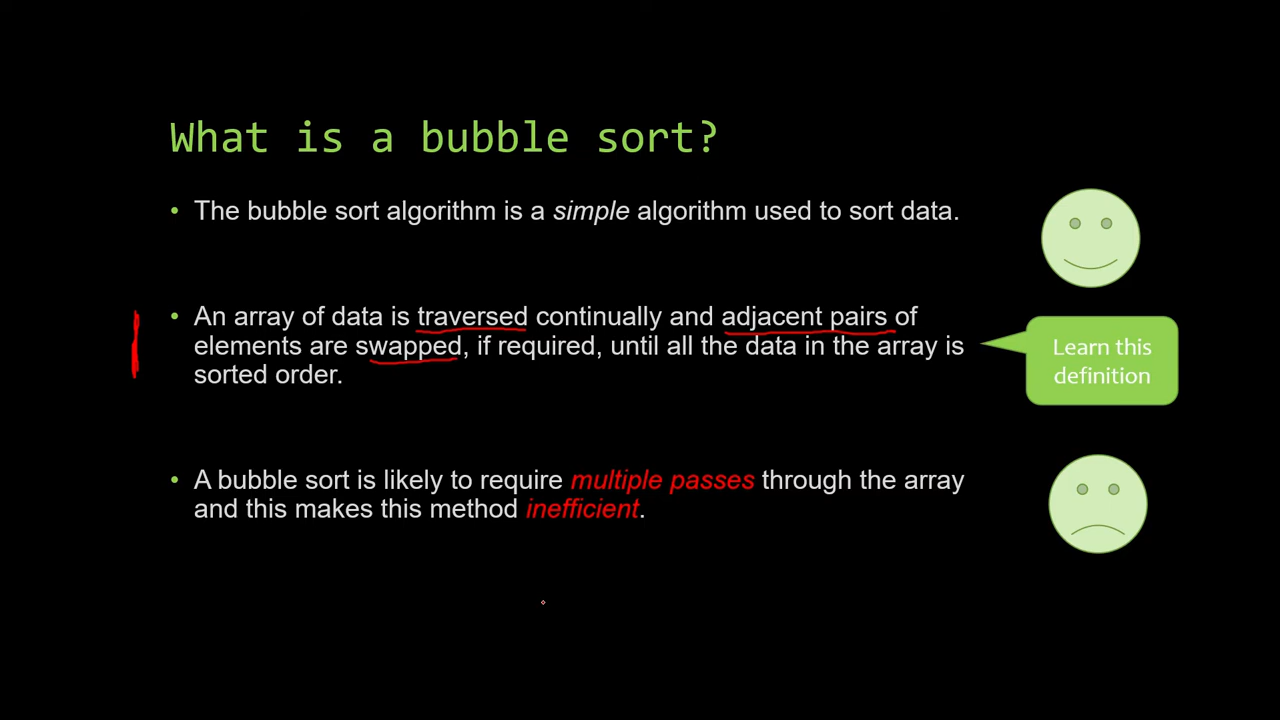 What is a bubble sort?
• The bubble sort algorithm is a simple algorithm used to sort data.
• An array of data is traversed continually and adjacent pairs of
elements are swapped, if required, until all the data in the array is
sorted order.
Learn this
definition
• A bubble sort is likely to require multiple passes through the array
and this makes this method inefficient.